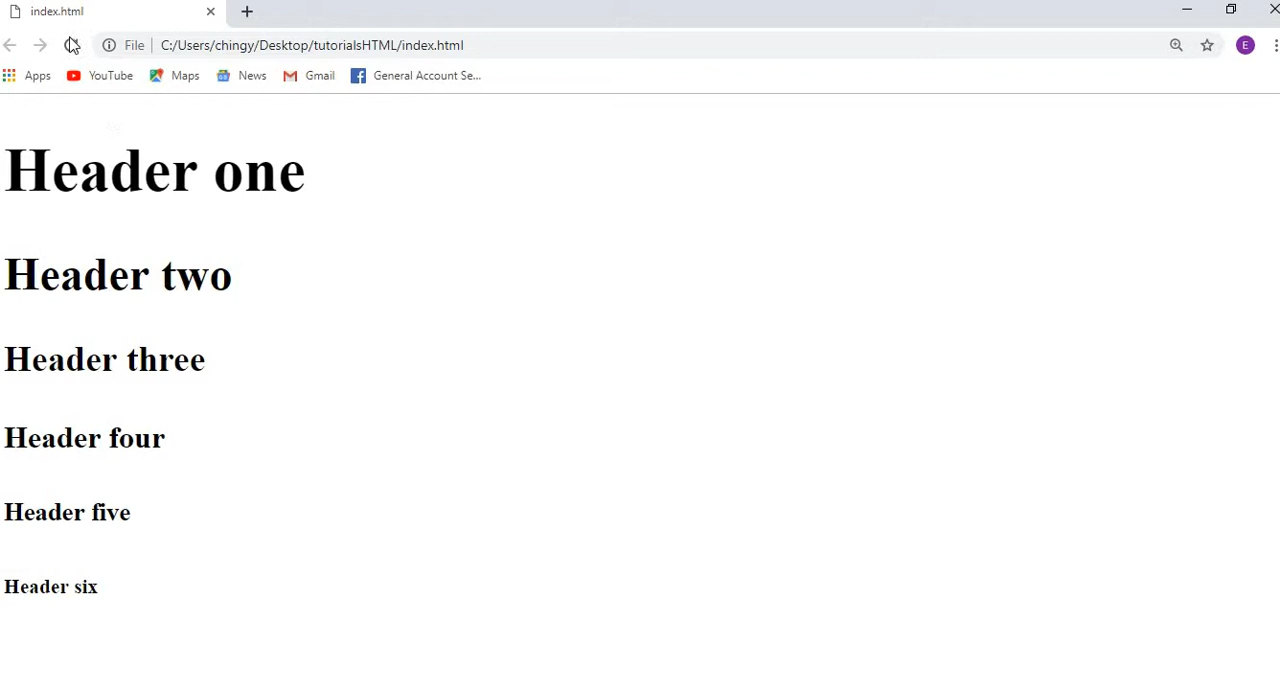 index.html
File C:/Users/chingy/Desktop/tutorialsHTML/index.html E
Apps YouTube Maps News Gmail General Account Se...
Header one
Header two
Header three
Header four
Header five
Header six